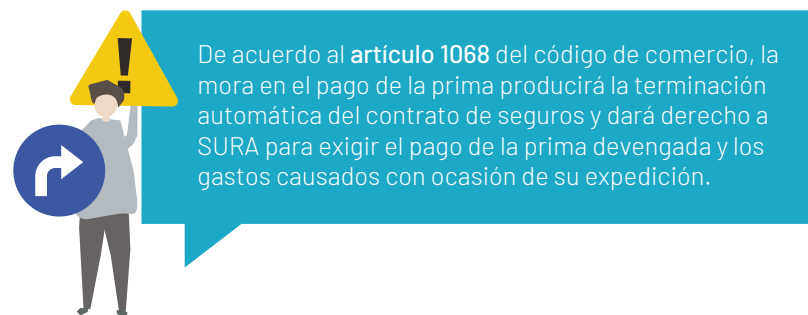 De acuerdo al artículo 1068 del código de comercio, la
mora en el pago de la prima producirá la terminación
automática del contrato de seguros y dará derecho a
SURA para exigir el pago de la prima devengada y los
gastos causados con ocasión de su expedición.